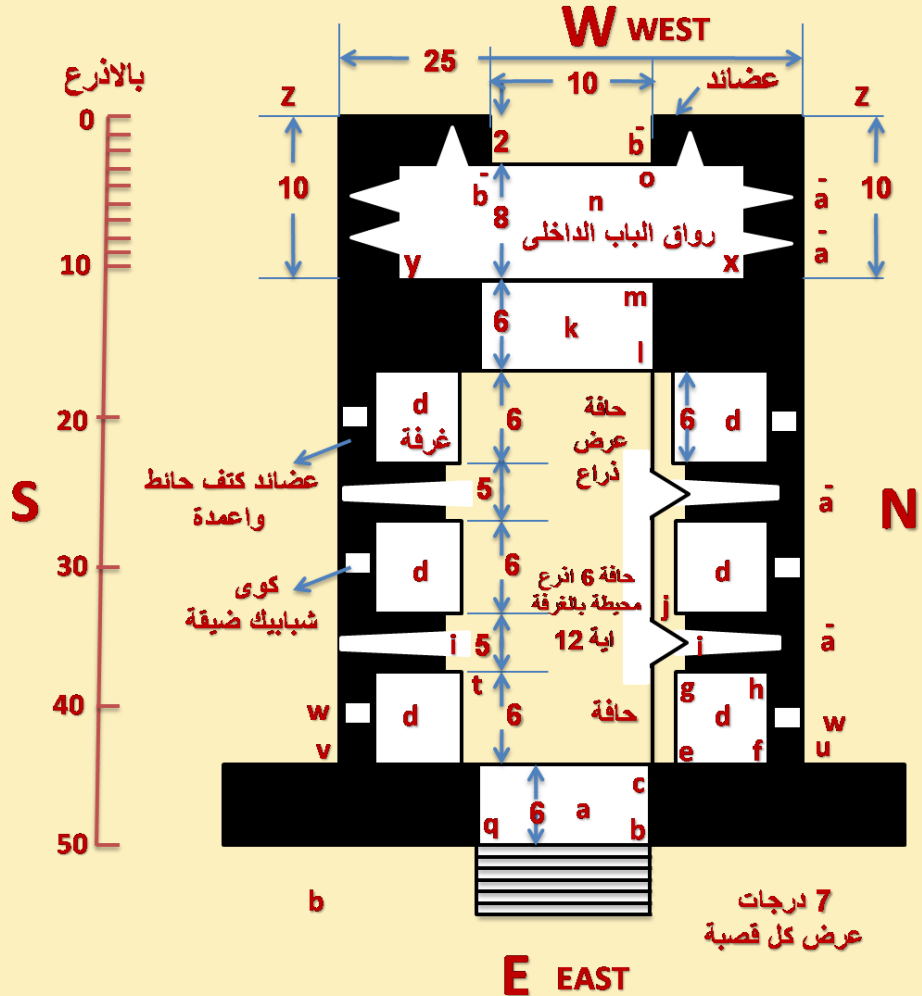 W WEST
25
10
عضائد
بالاذرع
Z
Z
0
2
b̄
10
10
b̄
o
n
8
رواق الباب الداخلى
ā
ā
y
x
10
m
6
k
l
d
غرفة
6
حافة
عرض
ذراع
6
d
20
عضائد كتف حائط
واعمدة
S
5
ā
N
30
كوى
شبابيك ضيقة
d
6
حافة 6 اذرع
محيطة بالغرفة
اية 12
j
d
i
5
i
ā
40
w
v
d
t
6
حافة
g
h
d
e
f
w
u
6
a
c
q
b
50
b
7 درجات
عرض كل قصبة
E EAST